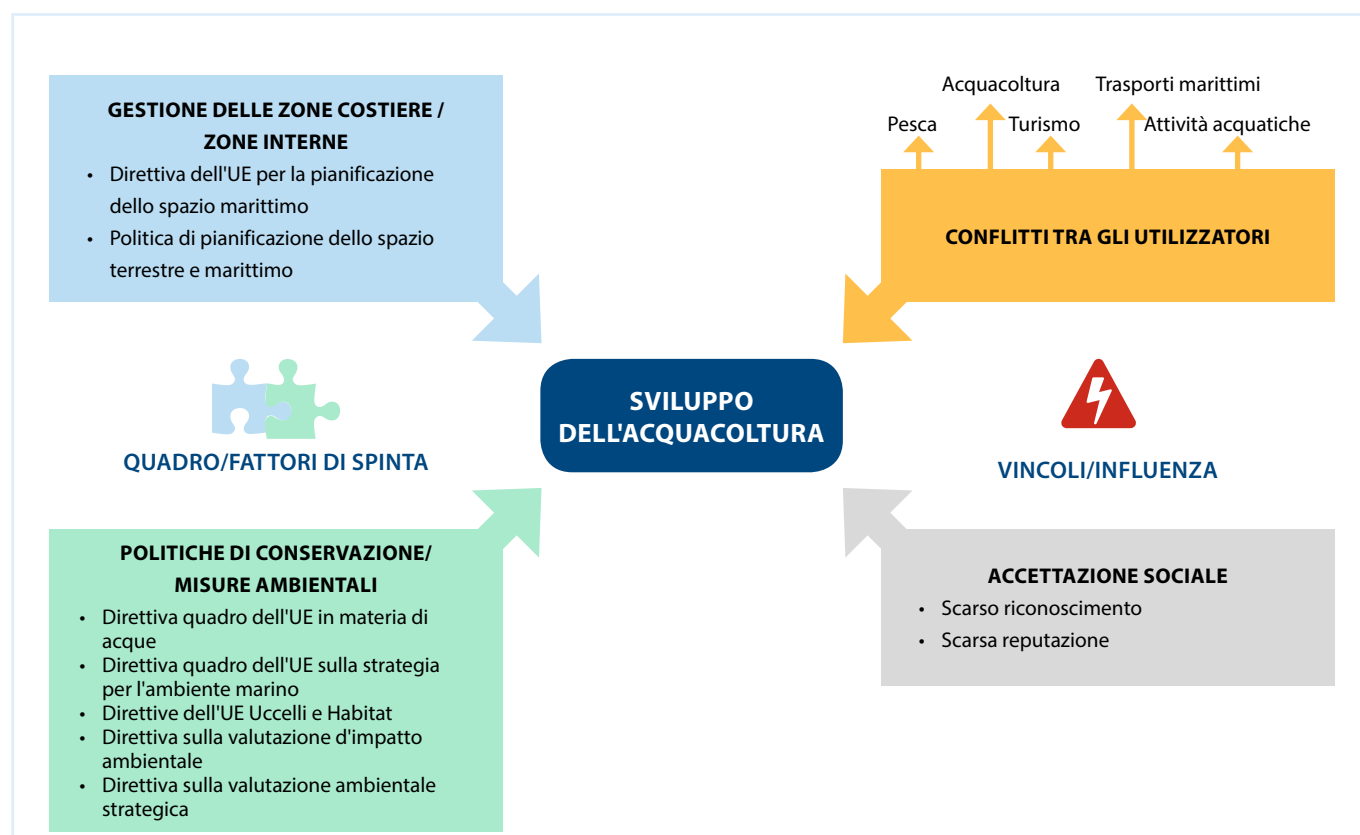 GESTIONE DELLE ZONE COSTIERE /
ZONE INTERNE
• Direttiva dell'UE per la pianificazione
dello spazio marittimo
• Politica di pianificazione dello spazio
terrestre e marittimo
Acquacoltura
Trasporti marittimi
Pesca
Turismo
Attività acquatiche
CONFLITTI TRA GLI UTILIZZATORI
QUADRO/FATTORI DI SPINTA
SVILUPPO
DELL'ACQUACOLTURA
VINCOLI/INFLUENZA
POLITICHE DI CONSERVAZIONE/
MISURE AMBIENTALI
• Direttiva quadro dell'UE in materia di
acque
• Direttiva quadro dell'UE sulla strategia
per l'ambiente marino
• Direttive dell'UE Uccelli e Habitat
• Direttiva sulla valutazione d'impatto
ambientale
• Direttiva sulla valutazione ambientale
strategica
ACCETTAZIONE SOCIALE
• Scarso riconoscimento
• Scarsa reputazione